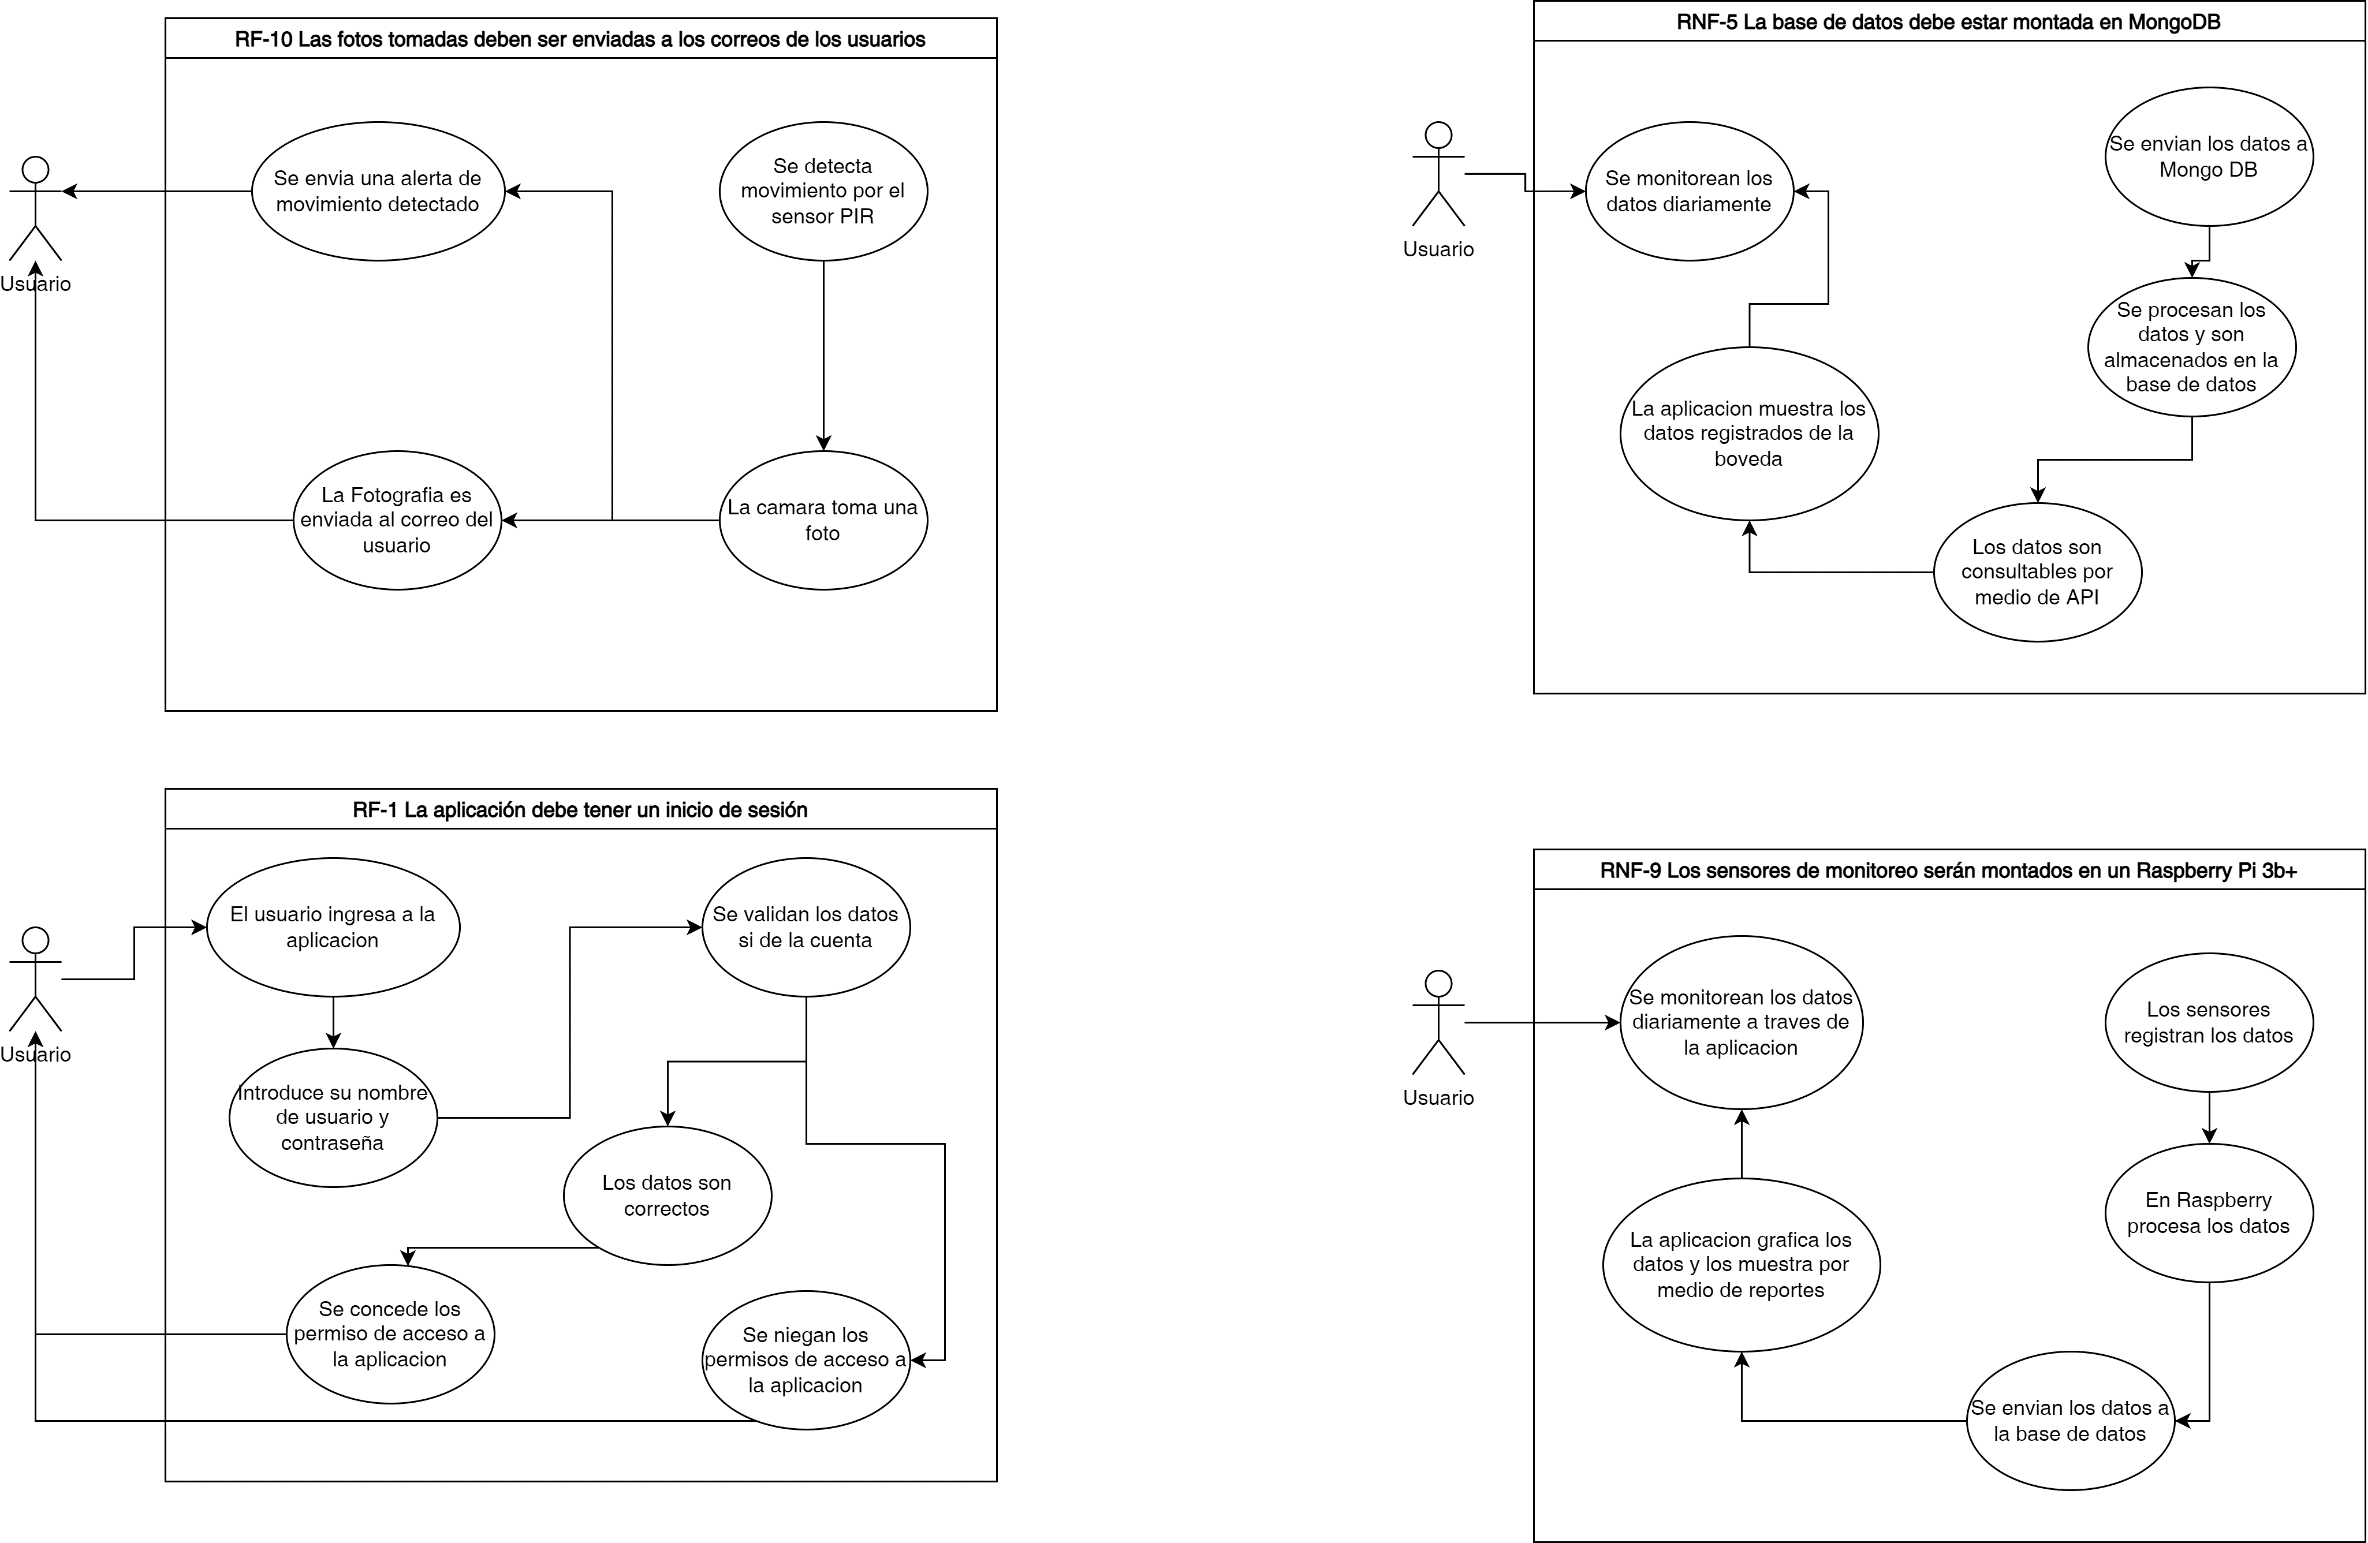 RF-10 Las fotos tomadas deben ser enviadas a los correos de los usuarios
Usuario
Se envia una alerta de
movimiento detectado
Se detecta
movimiento por el
sensor PIR
La Fotografia es
enviada al correo del
usuario
La camara toma una
foto
RNF-5 La base de datos debe estar montada en MongoDB
Usuario
Se monitorean los
datos diariamente
Se envian los datos a
Mongo DB
Se procesan los
datos y son
almacenados en la
base de datos
La aplicacion muestra los
datos registrados de la
boveda
Los datos son
consultables por
medio de API
RF-1 La aplicación debe tener un inicio de sesión
Usuario
El usuario ingresa a la
aplicacion
Se validan los datos
si de la cuenta
Introduce su nombre
de usuario y
contraseña
Los datos son
correctos
Se concede los
permiso de acceso a
la aplicacion
Se niegan los
permisos de acceso a
la aplicacion
RNF-9 Los sensores de monitoreo serán montados en un Raspberry Pi 3b+
Usuario
Se monitorean los datos
diariamente a traves de
la aplicacion
Los sensores
registran los datos
En Raspberry
procesa los datos
La aplicacion grafica los
datos y los muestra por
medio de reportes
Se envian los datos a
la base de datos